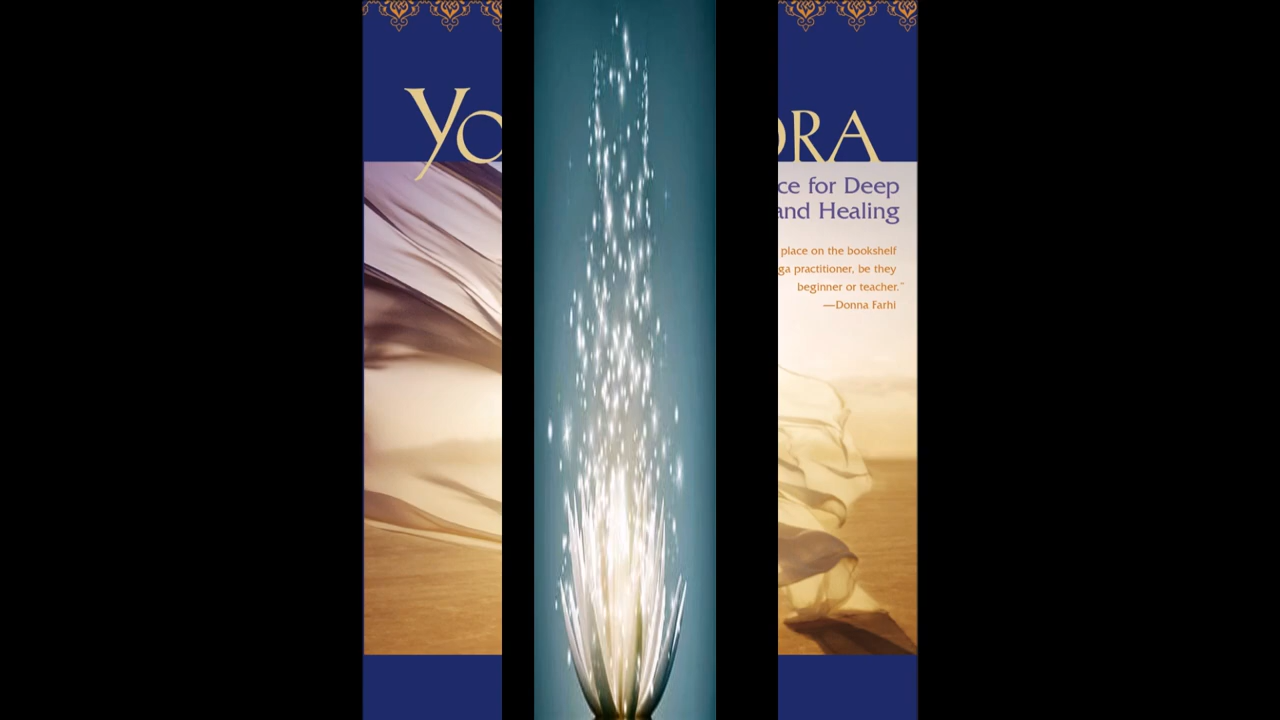 YO
DRA
ce for Deep
and Healing
place on the bookshelf
ga practitioner, be they
beginner or teacher."
—Donna Farhi